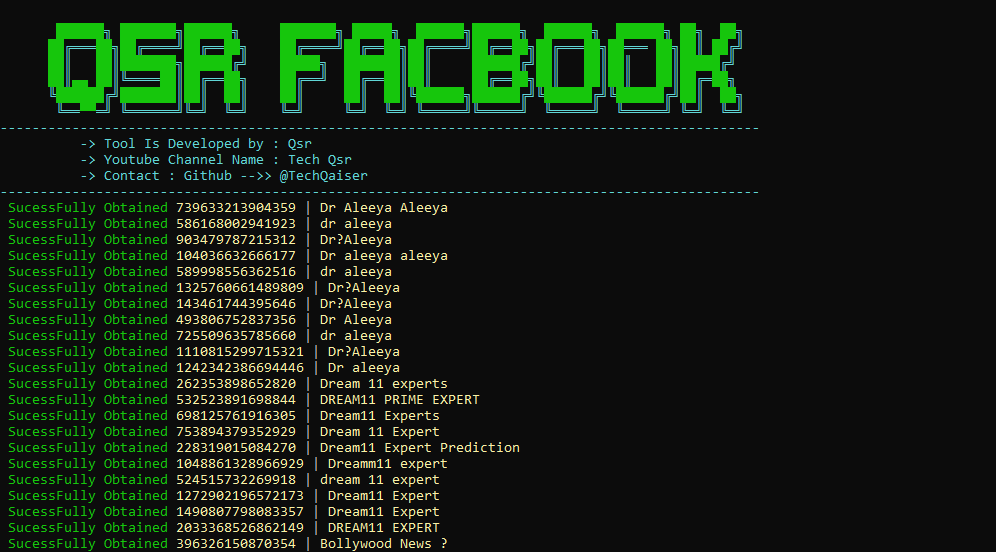 QSR FACBOOK
-----------------------------------------------------------------------------------------------
-> Tool Is Developed by : Qsr
-> Youtube Channel Name : Tech Qsr
-> Contact : Github -->> @TechQaiser
-----------------------------------------------------------------------------------------------
SucessFully Obtained 739633213904359 | Dr Aleeya Aleeya
SucessFully Obtained 586168002941923 | dr aleeya
SucessFully Obtained 903479787215312 | Dr?Aleeya
SucessFully Obtained 104036632666177 | Dr aleeya aleeya
SucessFully Obtained 589998556362516 | dr aleeya
SucessFully Obtained 1325760661489809 | Dr?Aleeya
SucessFully Obtained 143461744395646 | Dr?Aleeya
SucessFully Obtained 493806752837356 | Dr Aleeya
SucessFully Obtained 725509635785660 | dr aleeya
SucessFully Obtained 1110815299715321 | Dr?Aleeya
SucessFully Obtained 1242342386694446 | Dr aleeya
SucessFully Obtained 262353898652820 | Dream 11 experts
SucessFully Obtained 532523891698844 | DREAM11 PRIME EXPERT
SucessFully Obtained 698125761916305 | Dream11 Experts
SucessFully Obtained 753894379352929 | Dream 11 Expert
SucessFully Obtained 228319015084270 | Dream11 Expert Prediction
SucessFully Obtained 1048861328966929 | Dreamm11 expert
SucessFully Obtained 524515732269918 | dream 11 expert
SucessFully Obtained 1272902196572173 | Dream11 Expert
SucessFully Obtained 1490807798083357 | Dream11 Expert
SucessFully Obtained 2033368526862149 | DREAM11 EXPERT
SucessFully Obtained 396326150870354 | Bollywood News ?